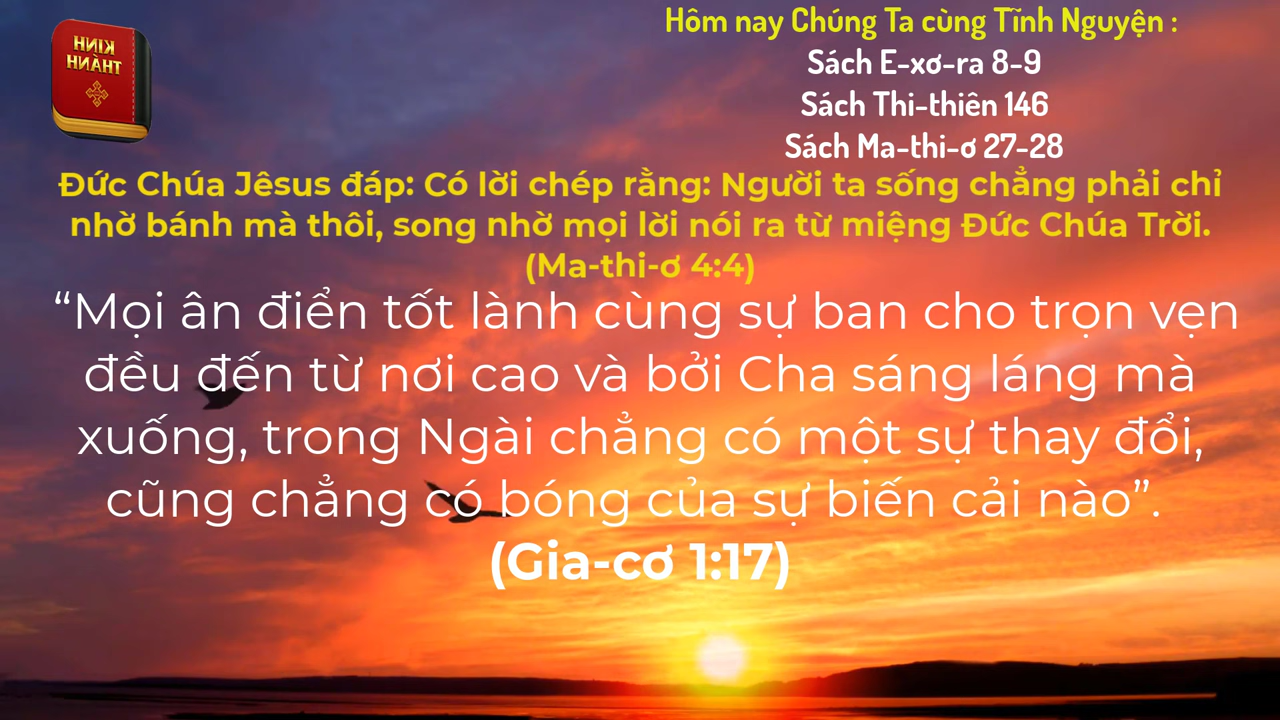 KINH
THÁNH
Hôm nay Chúng Ta cùng Tĩnh Nguyện :
Sách E-xơ-ra 8-9
Sách Thi-thiên 146
Sách Ma-thi-ơ 27-28
Đức Chúa Jêsus đáp: Có lời chép rằng: Người ta sống chẳng phải chỉ
nhờ bánh mà thôi, song nhờ mọi lời nói ra từ miệng Đức Chúa Trời.
(Ma-thi-ơ 4:4)
“Mọi ân điển tốt lành cùng sự ban cho trọn vẹn
đều đến từ nơi cao và bởi Cha sáng láng mà
xuống, trong Ngài chẳng có một sự thay đổi,
cũng chẳng có bóng của sự biến cải nào”.
(Gia-cơ 1:17)